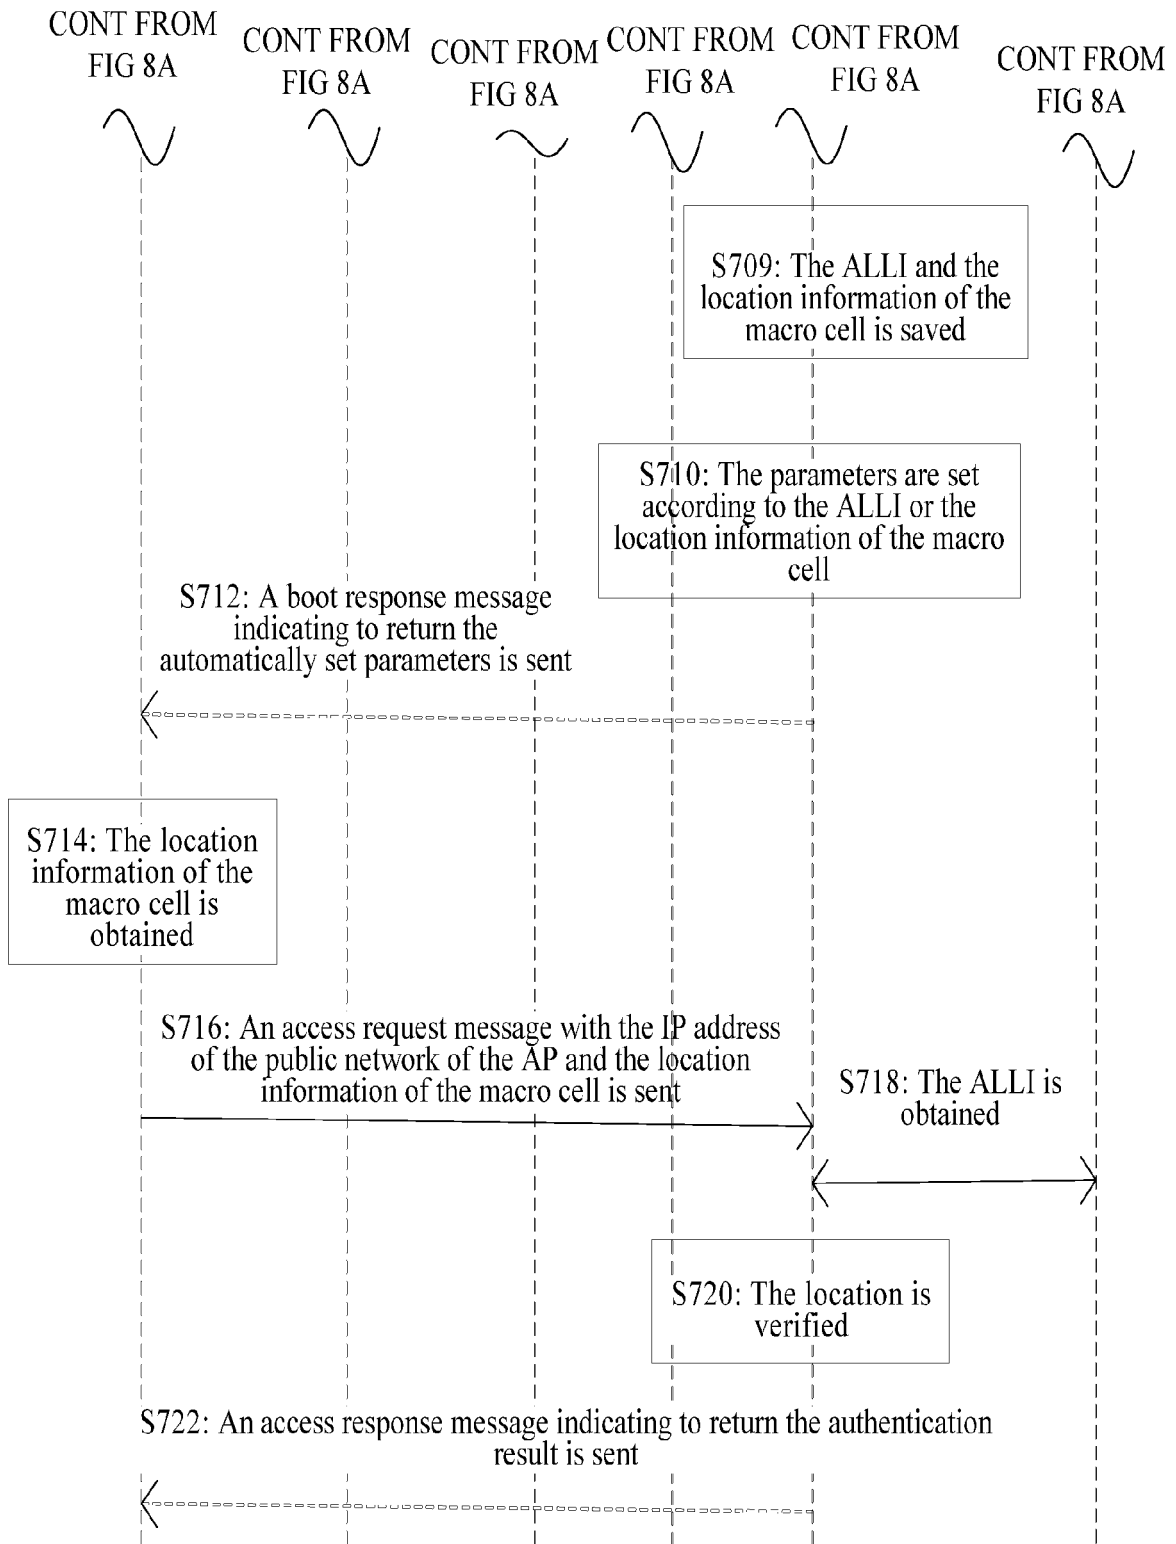 CONT FROM
FIG 8A
CONT FROM
FIG 8A
CONT FROM
FIG 8A
CONT FROM
FIG 8A
CONT FROM
FIG 8A
CONT FROM
FIG 8A
S709: The ALLI and the
location information of the
macro cell is saved
S710: The parameters are set
according to the ALLI or the
location information of the macro
cell
S712: A boot response message
indicating to return the
automatically set parameters is sent
S714: The location
information of the
macro cell is
obtained
S716: An access request message with the IP address
of the public network of the AP and the location
information of the macro cell is sent
S718: The ALLI is
obtained
S720: The location is
verified
S722: An access response message indicating to return the authentication
result is sent